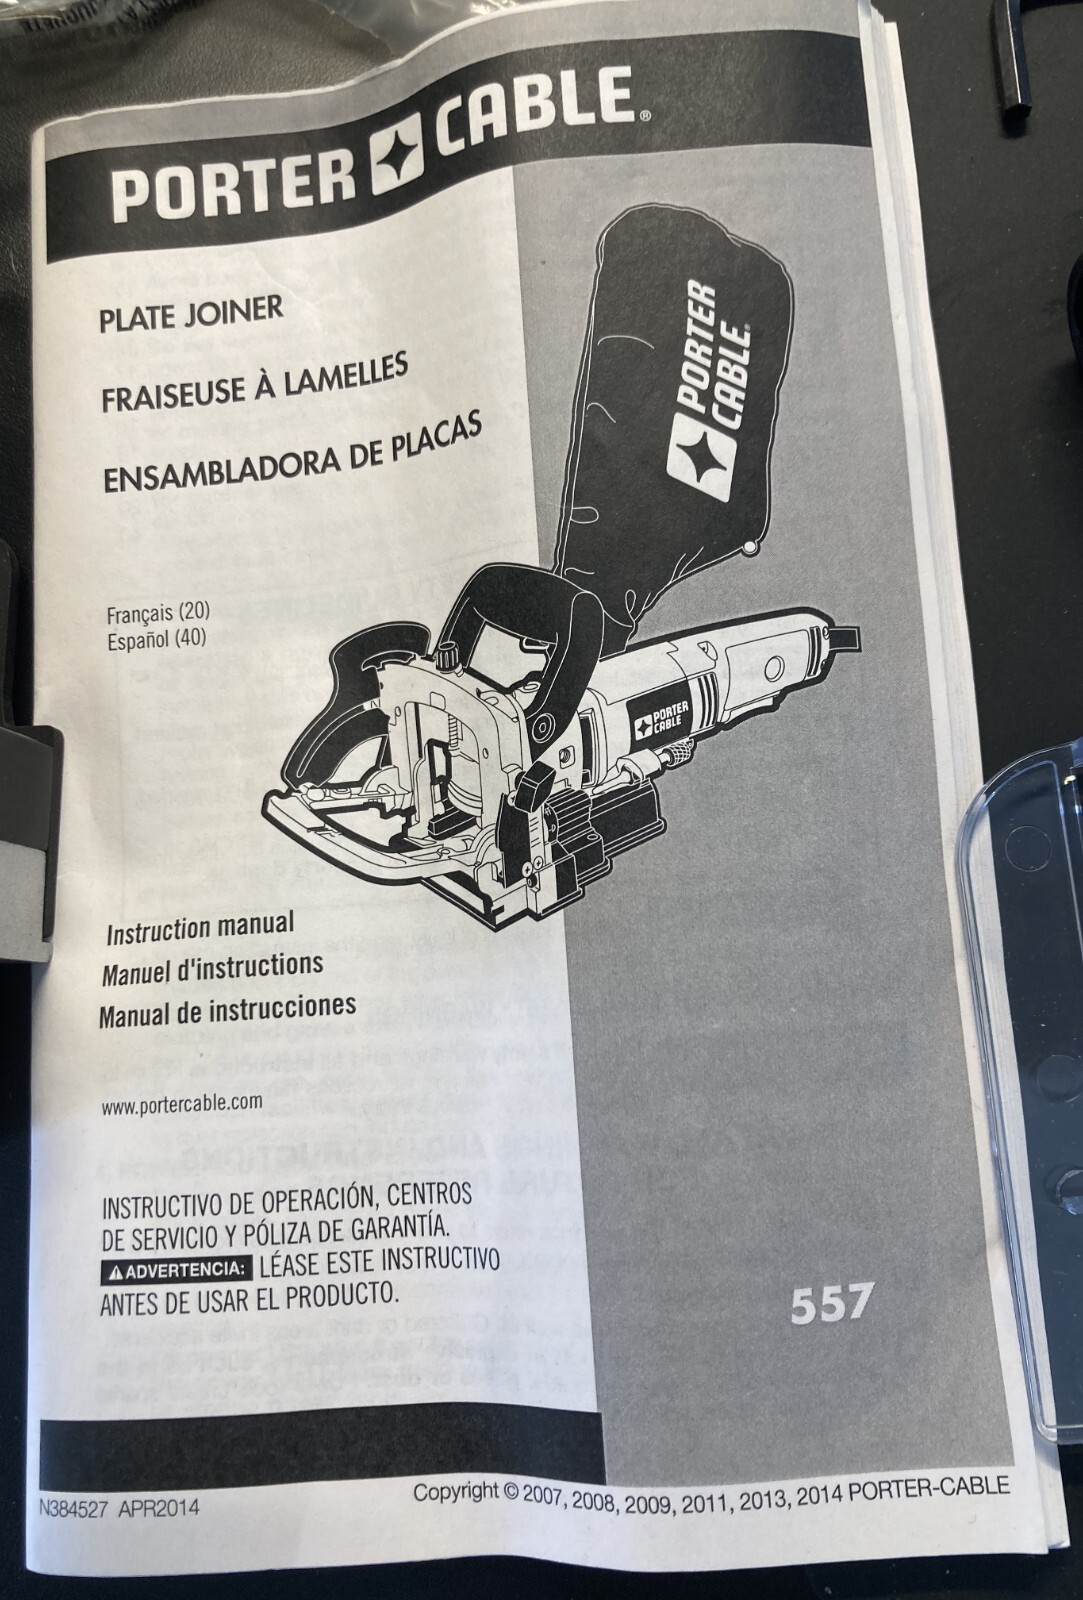 PORTER CABLE®
PLATE JOINER
FRAISEUSE À LAMELLES
ENSAMBLADORA DE PLACAS
PORTER
CABLE®
Français (20)
Español (40)
PORTER
CABLE
Instruction manual
Manuel d'instructions
Manual de instrucciones
www.portercable.com
INSTRUCTIVO DE OPERACIÓN, CENTROS
DE SERVICIO Y PÓLIZA DE GARANTÍA.
ADVERTENCIA: LÉASE ESTE INSTRUCTIVO
ANTES DE USAR EL PRODUCTO.
557
N384527 APR2014
Copyright © 2007, 2008, 2009, 2011, 2013, 2014 PORTER-CABLE